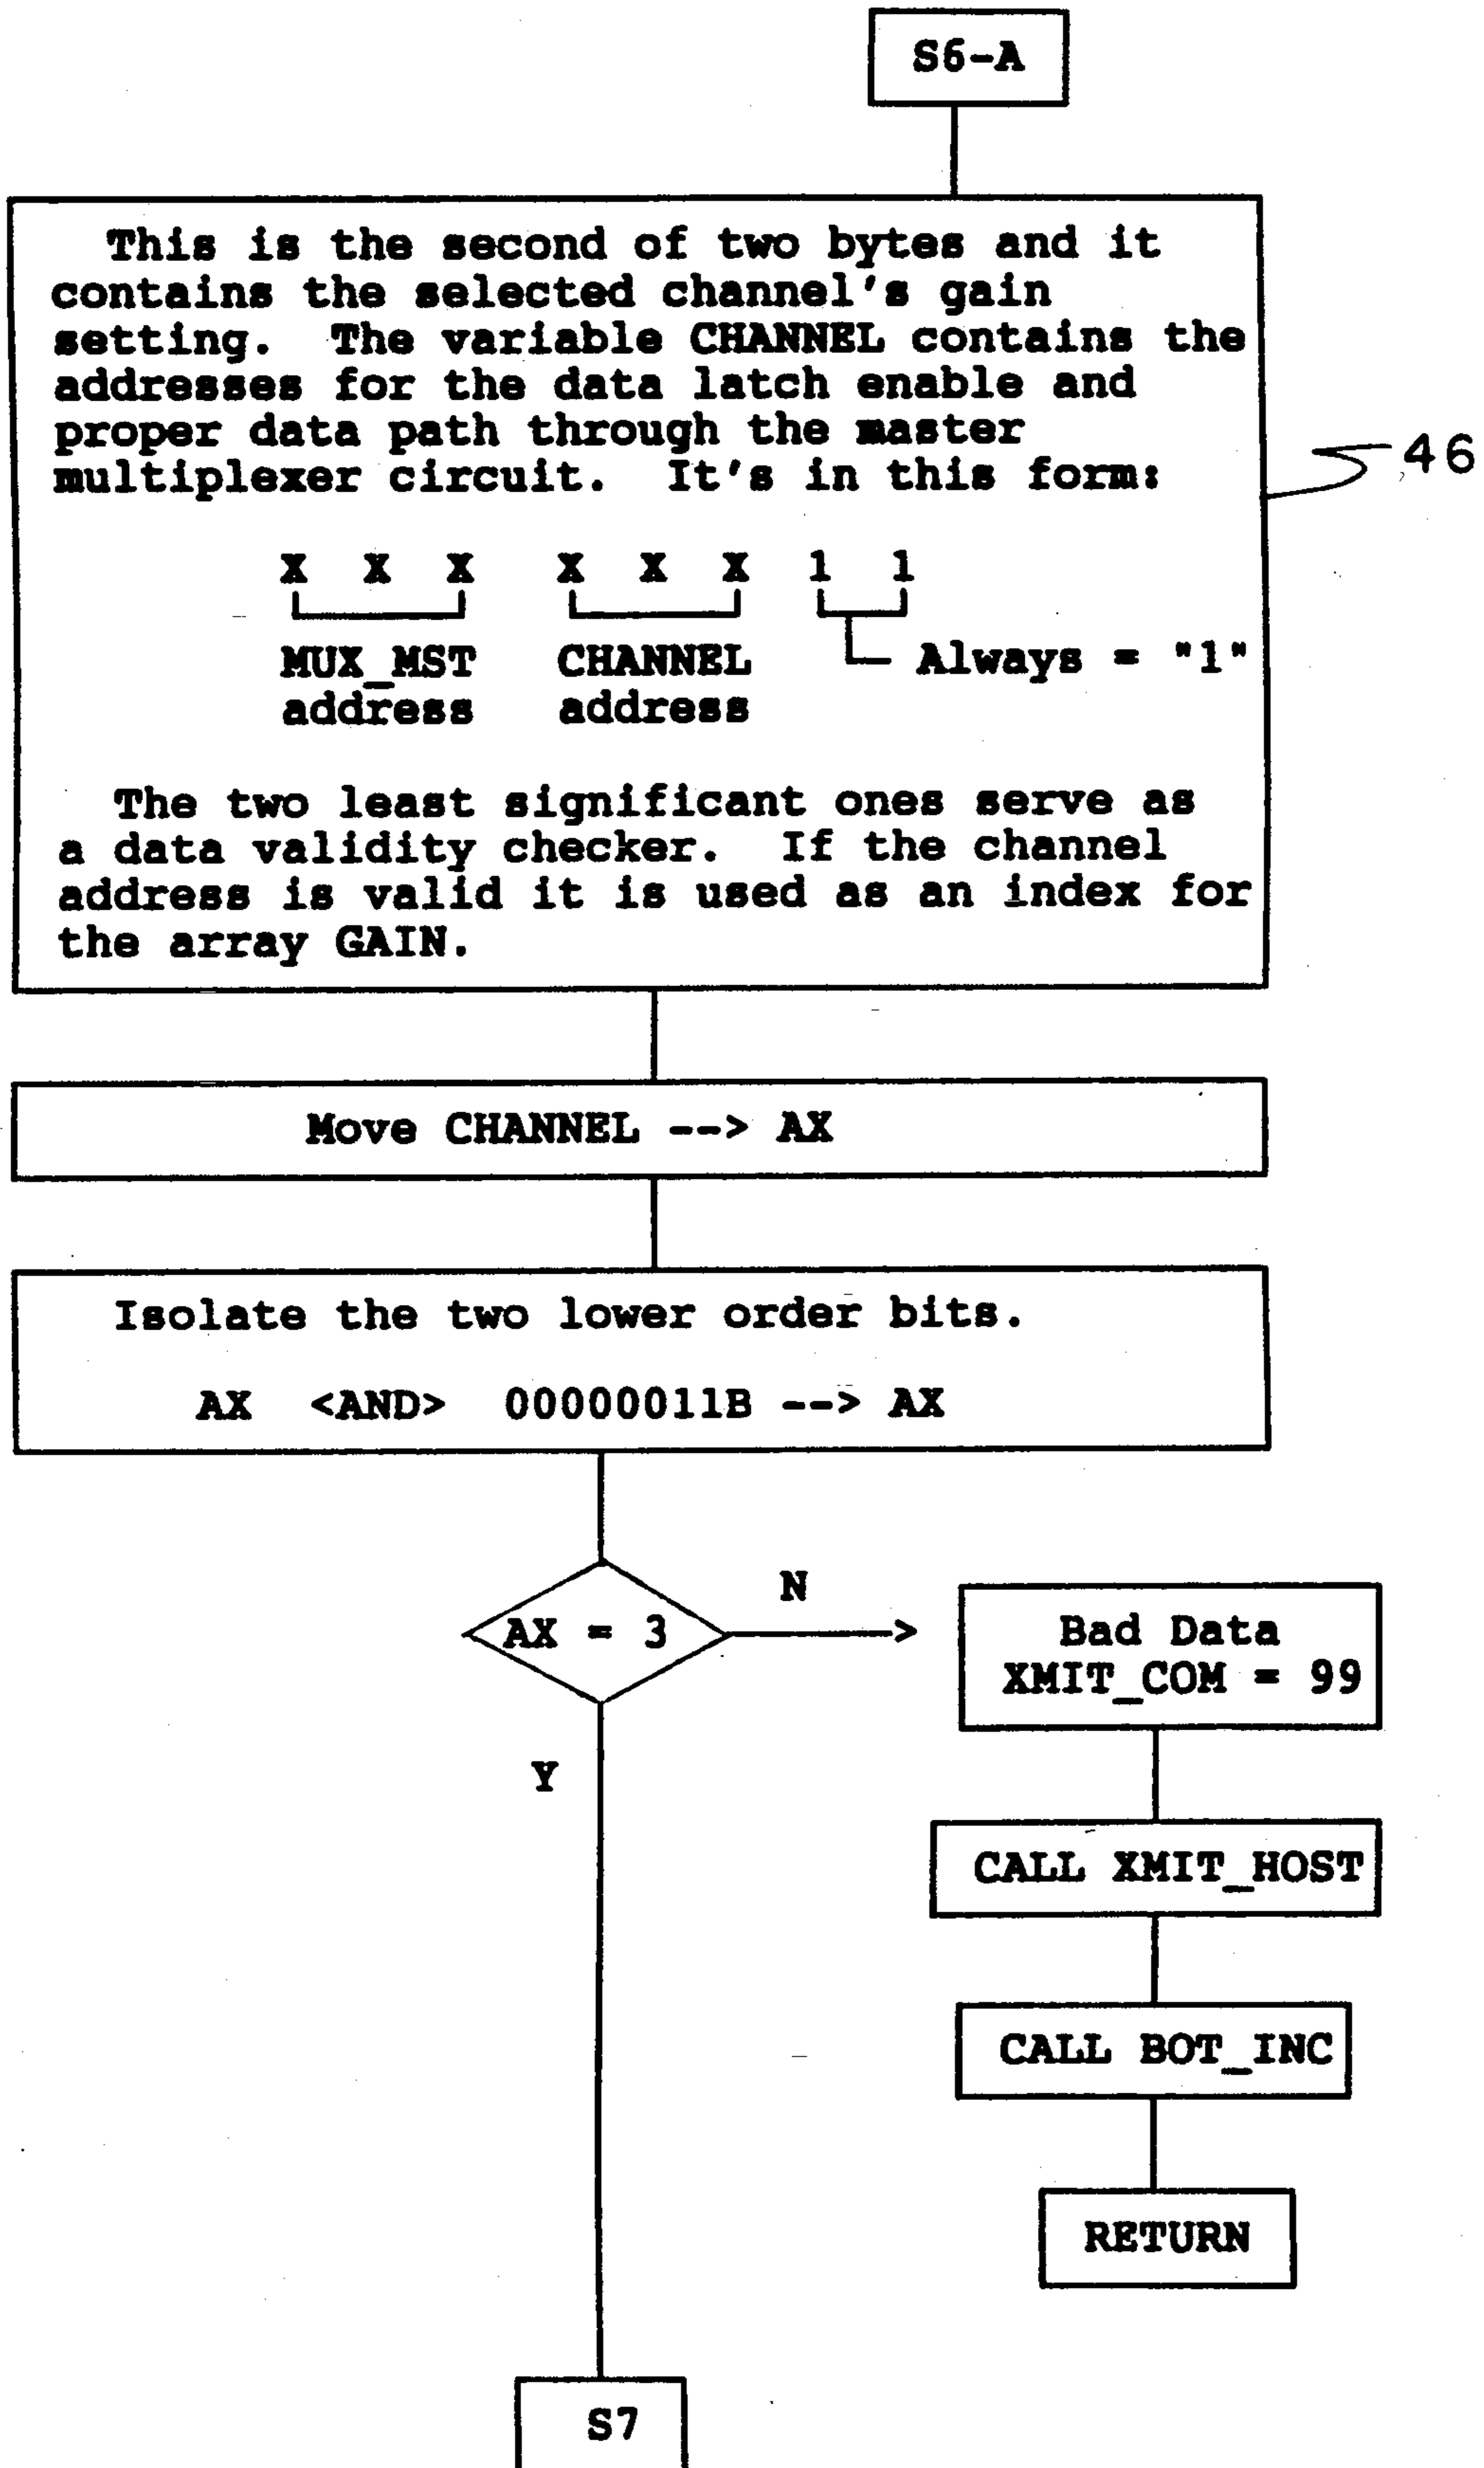 S6-A
This is the second of two bytes and it
contains the selected channel's gain
setting. The variable CHANNEL contains the
addresses for the data latch enable and
proper data path through the master
multiplexer circuit. It's in this form:
46
X X X X X X 1 1
MUX_MST CHANNEL Always = "1"
address address
The two least significant ones serve as
a data validity checker. If the channel
address is valid it is used as an index for
the array GAIN.
Move CHANNEL --> AX
Isolate the two lower order bits.
AX <AND> 00000011B --> AX
N
AX = 3
Bad Data
XMIT_COM = 99
Y
CALL XMIT_HOST
CALL BOT_INC
RETURN
S7